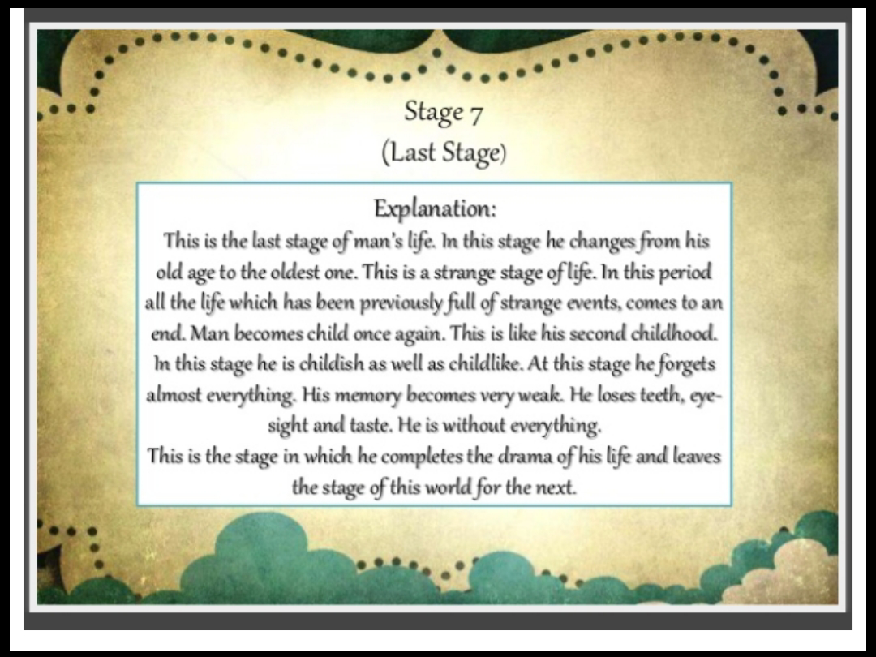 Stage 7
(Last Stage)
Explanation:
This is the last stage of man's life. In this stage he changes from his
old age to the oldest one. This is a strange stage of life. In this period
all the life which has been previously full of strange events, comes to an
end. Man becomes child once again. This is like his second childhood.
In this stage he is childish as well as childlike. At this stage he forgets
almost everything. His memory becomes very weak. He loses teeth, eye-
sight and taste. He is without everything.
This is the stage in which he completes the drama of his life and leaves
the stage of this world for the next.